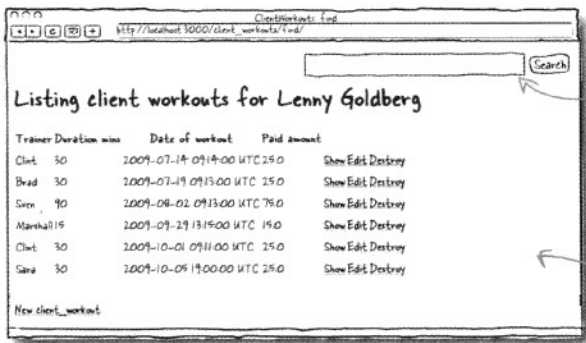 ClientWorkouts: find
http://localhost:3000/client_workouts/find/
Search
Listing client workouts for Lenny Goldberg
Trainer Duration mins Date of workout Paid amount
Clint 30 2009-07-14 09:14:00 UTC 25.0 Show Edit Destroy
Brad 30 2009-07-19 09:13:00 UTC 25.0 Show Edit Destroy
Sven 90 2009-08-02 09:13:00 UTC 75.0 Show Edit Destroy
Marshall 15 2009-09-29 13:15:00 UTC 15.0 Show Edit Destroy
Clint 30 2009-10-01 09:11:00 UTC 25.0 Show Edit Destroy
Sara 30 2009-10-05 19:00:00 UTC 25.0 Show Edit Destroy
New client_workout